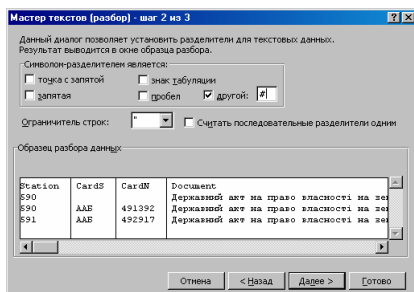 Мастер текстов (разбор) - шаг 2 из 3
Данный диалог позволяет установить разделители для текстовых данных.
Результат выводится в окне образца разбора.
Символом-разделителем является:
точка с запятой
знак табуляции
запятая
пробел
другой: #
Ограничитель строк: "
Считать последовательные разделители одним
Образец разбора данных
Station CardS CardN Document
590 Державний акт на право власності на зем
590 ААБ 491392 Державний акт на право власності на зем
591 ААБ 492917 Державний акт на право власності на зем
Отмена < Назад Далее > Готово